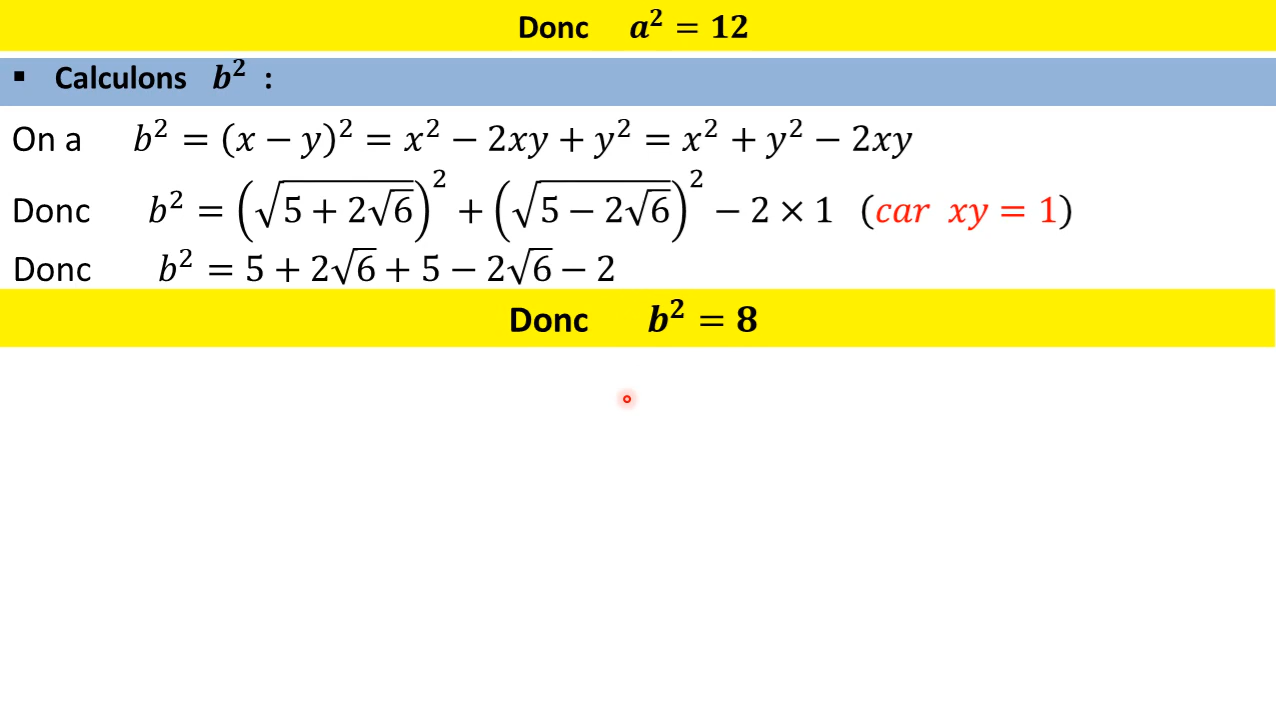 Donc a² = 12
▪ Calculons b² :
On a b² = (x − y)² = x² − 2xy + y² = x² + y² − 2xy
Donc b² = (√(5 + 2√6))² + (√(5 − 2√6))² − 2 × 1 (car xy = 1)
Donc b² = 5 + 2√6 + 5 − 2√6 − 2
Donc b² = 8